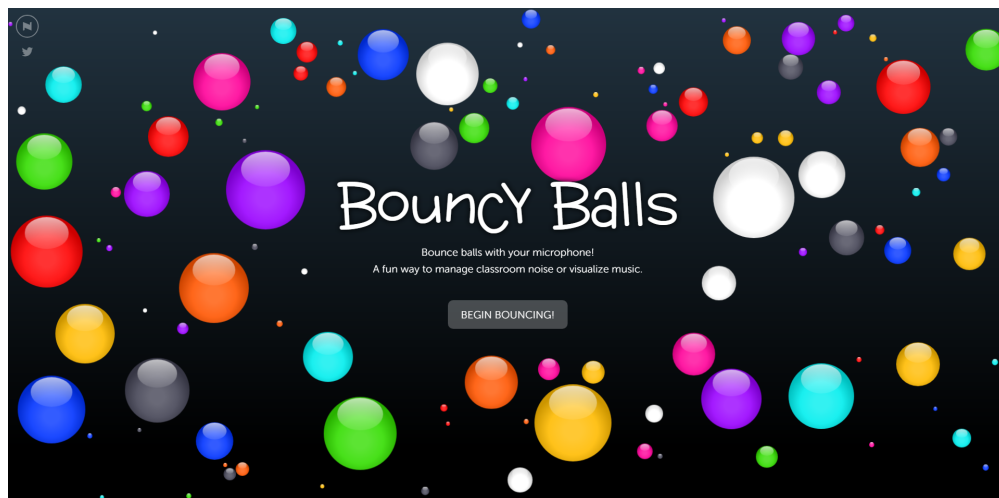 Bouncy Balls
Bounce balls with your microphone!
A fun way to manage classroom noise or visualize music.
BEGIN BOUNCING!